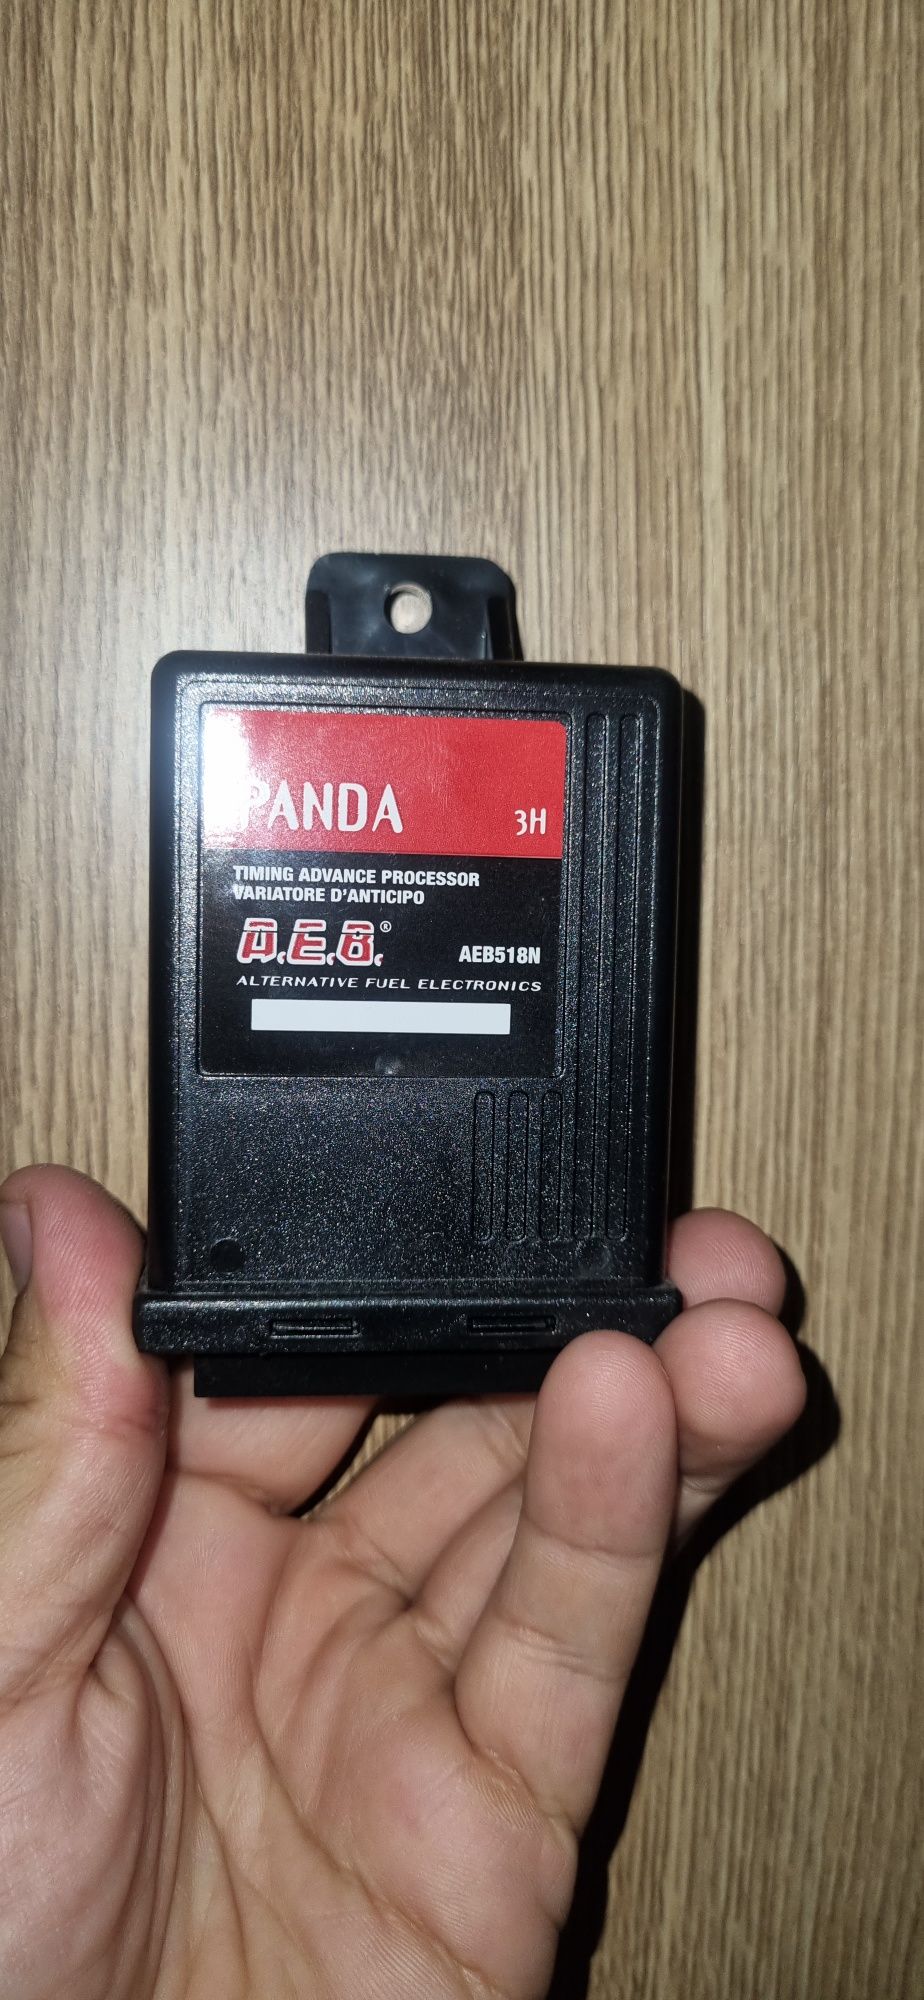 PANDA 3H
TIMING ADVANCE PROCESSOR
VARIATORE D'ANTICIPO
A.E.B.® AEB518N
ALTERNATIVE FUEL ELECTRONICS